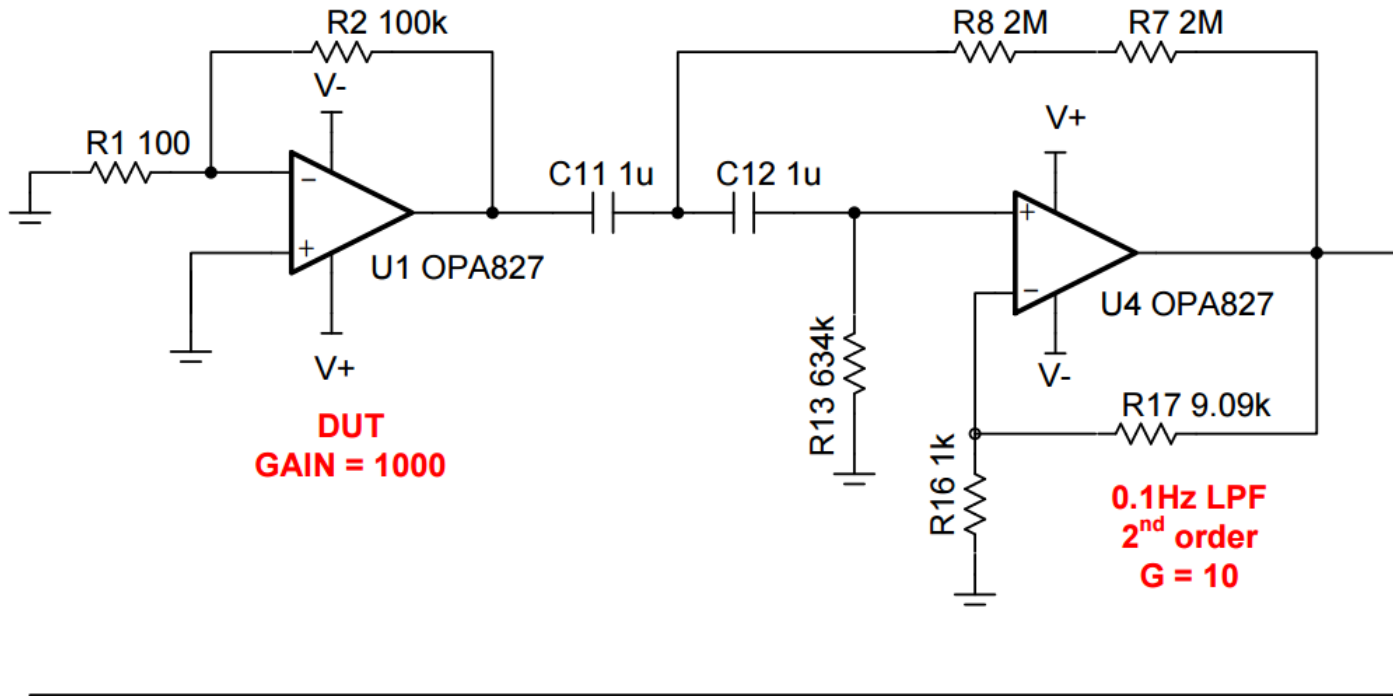 R2 100k
R8 2M
R7 2M
V-
R1 100
V+
C11 1u
C12 1u
−
+
+
−
U1 OPA827
U4 OPA827
V+
V-
R13 634k
R17 9.09k
R16 1k
DUT
GAIN = 1000
0.1Hz LPF
2nd order
G = 10